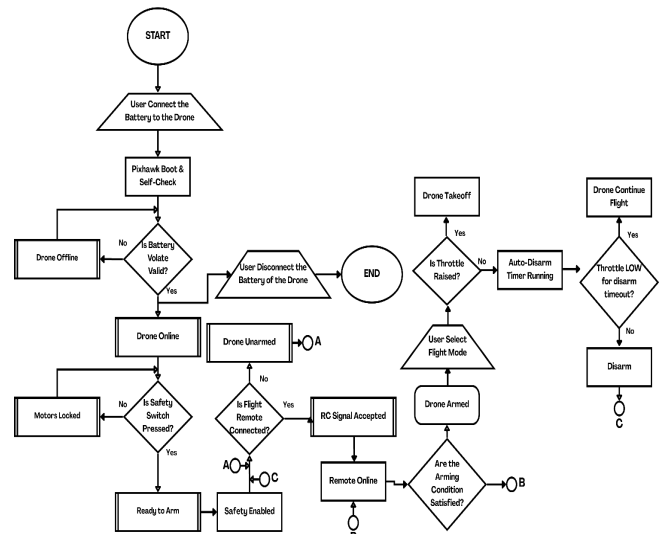 START
User Connect the
Battery to the Drone
Pixhawk Boot &
Self-Check
Is Battery
Volate
Valid?
No
Yes
Drone Offline
User Disconnect the
Battery of the Drone
END
Drone Online
Is Safety
Switch
Pressed?
No
Yes
Motors Locked
Ready to Arm
Safety Enabled
A
C
Is Flight
Remote
Connected?
No
Yes
Drone Unarmed
A
RC Signal Accepted
Remote Online
Are the
Arming
Condition
Satisfied?
B
Drone Armed
User Select
Flight Mode
Is Throttle
Raised?
Yes
No
Drone Takeoff
Auto-Disarm
Timer Running
Throttle LOW
for disarm
timeout?
Yes
No
Drone Continue
Flight
Disarm
C